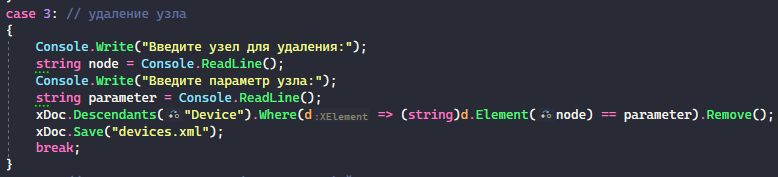 case 3: // удаление узла
{
Console.Write("Введите узел для удаления:");
string node = Console.ReadLine();
Console.Write("Введите параметр узла:");
string parameter = Console.ReadLine();
xDoc.Descendants("Device").Where(d:XElement => (string)d.Element(node) == parameter).Remove();
xDoc.Save("devices.xml");
break;
}